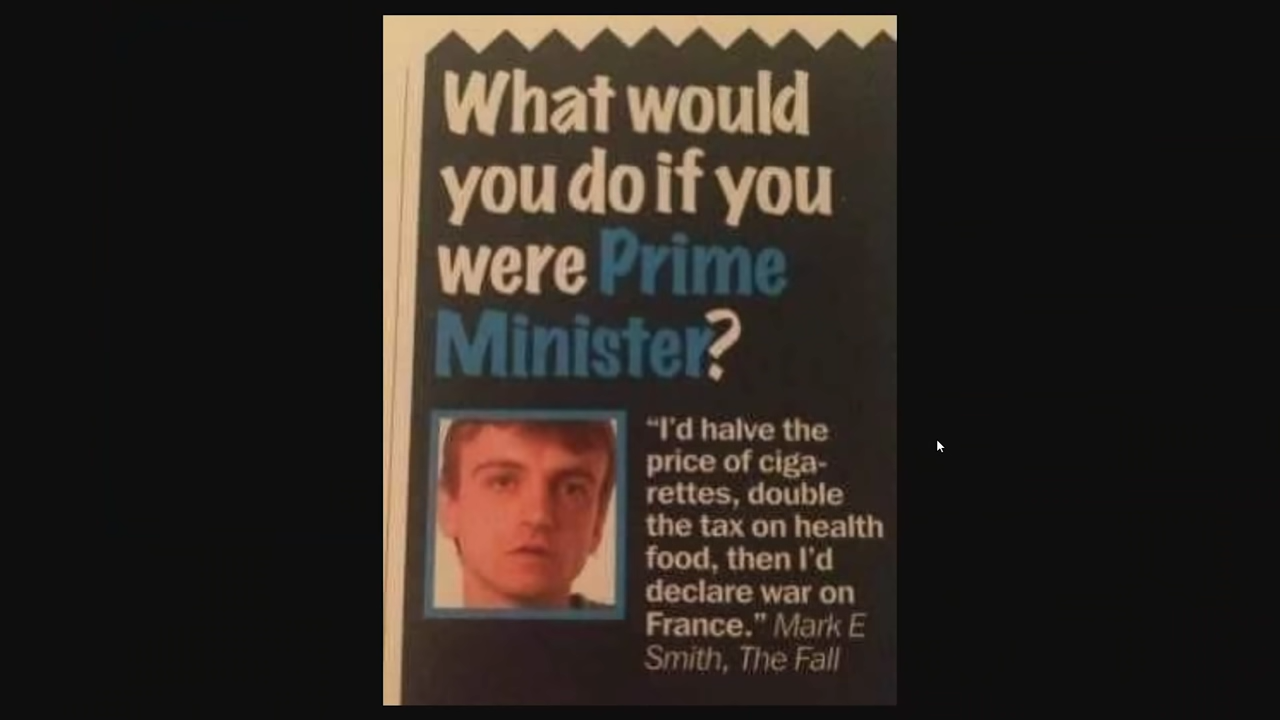 What would
you do if you
were Prime
Minister?
“I’d halve the
price of ciga-
rettes, double
the tax on health
food, then I’d
declare war on
France.” Mark E
Smith, The Fall